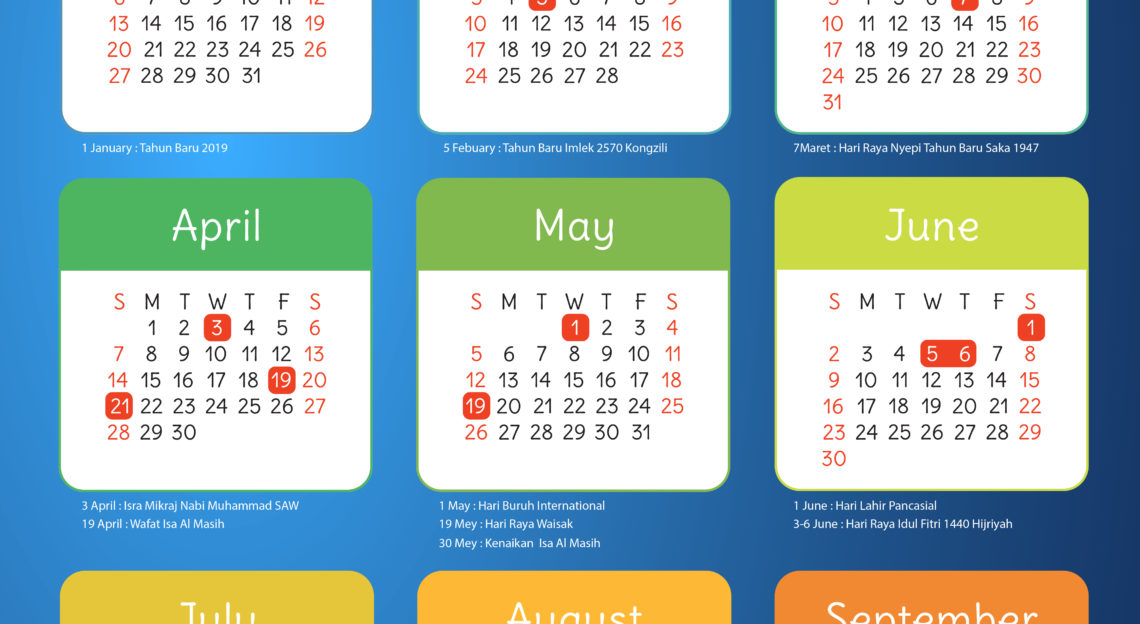 13 14 15 16 17 18 19
20 21 22 23 24 25 26
27 28 29 30 31
10 11 12 13 14 15 16
17 18 19 20 21 22 23
24 25 26 27 28
10 11 12 13 14 15 16
17 18 19 20 21 22 23
24 25 26 27 28 29 30
31
1 January : Tahun Baru 2019
5 Febuary : Tahun Baru Imlek 2570 Kongzili
7Maret : Hari Raya Nyepi Tahun Baru Saka 1947
April
S M T W T F S
1 2 3 4 5 6
7 8 9 10 11 12 13
14 15 16 17 18 19 20
21 22 23 24 25 26 27
28 29 30
3 April : Isra Mikraj Nabi Muhammad SAW
19 April : Wafat Isa Al Masih
May
S M T W T F S
1 2 3 4
5 6 7 8 9 10 11
12 13 14 15 16 17 18
19 20 21 22 23 24 25
26 27 28 29 30 31
1 May : Hari Buruh International
19 Mey : Hari Raya Waisak
30 Mey : Kenaikan Isa Al Masih
June
S M T W T F S
1
2 3 4 5 6 7 8
9 10 11 12 13 14 15
16 17 18 19 20 21 22
23 24 25 26 27 28 29
30
1 June : Hari Lahir Pancasial
3-6 June : Hari Raya Idul Fitri 1440 Hijriyah
July
August
September